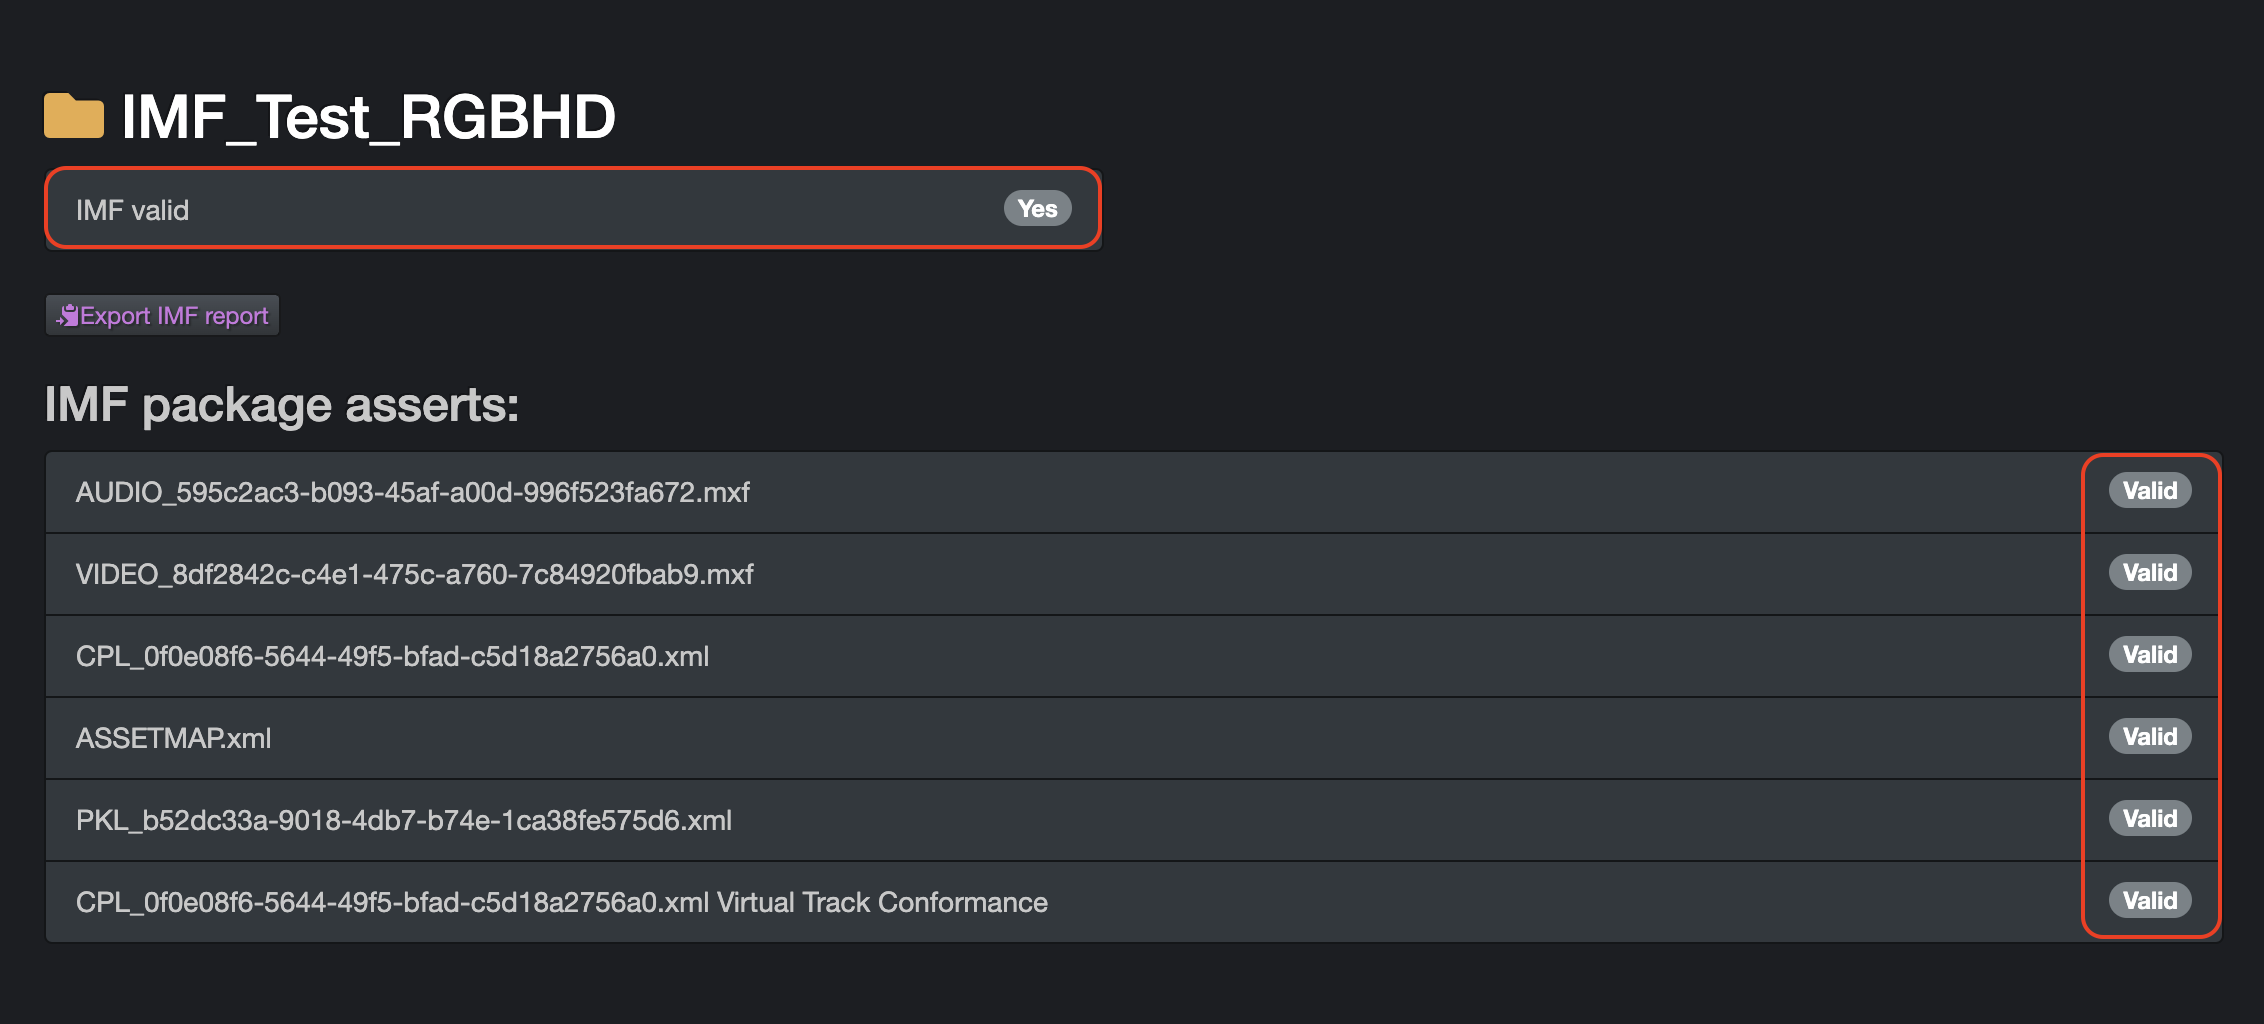 IMF_Test_RGBHD
IMF valid Yes
Export IMF report
IMF package asserts:
AUDIO_595c2ac3-b093-45af-a00d-996f523fa672.mxf Valid
VIDEO_8df2842c-c4e1-475c-a760-7c84920fbab9.mxf Valid
CPL_0f0e08f6-5644-49f5-bfad-c5d18a2756a0.xml Valid
ASSETMAP.xml Valid
PKL_b52dc33a-9018-4db7-b74e-1ca38fe575d6.xml Valid
CPL_0f0e08f6-5644-49f5-bfad-c5d18a2756a0.xml Virtual Track Conformance Valid